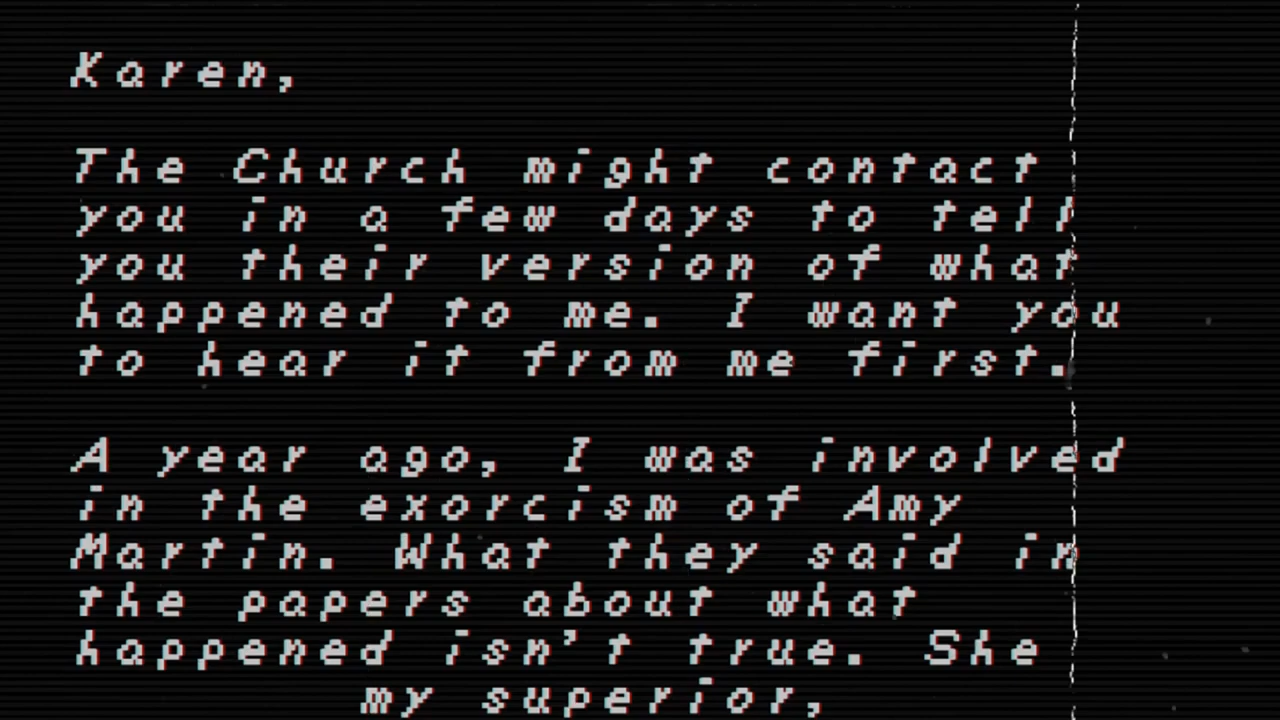 Karen,
The Church might contact
you in a few days to tell
you their version of what
happened to me. I want you
to hear it from me first.
A year ago, I was involved
in the exorcism of Amy
Martin. What they said in
the papers about what
happened isn't true. She
my superior,